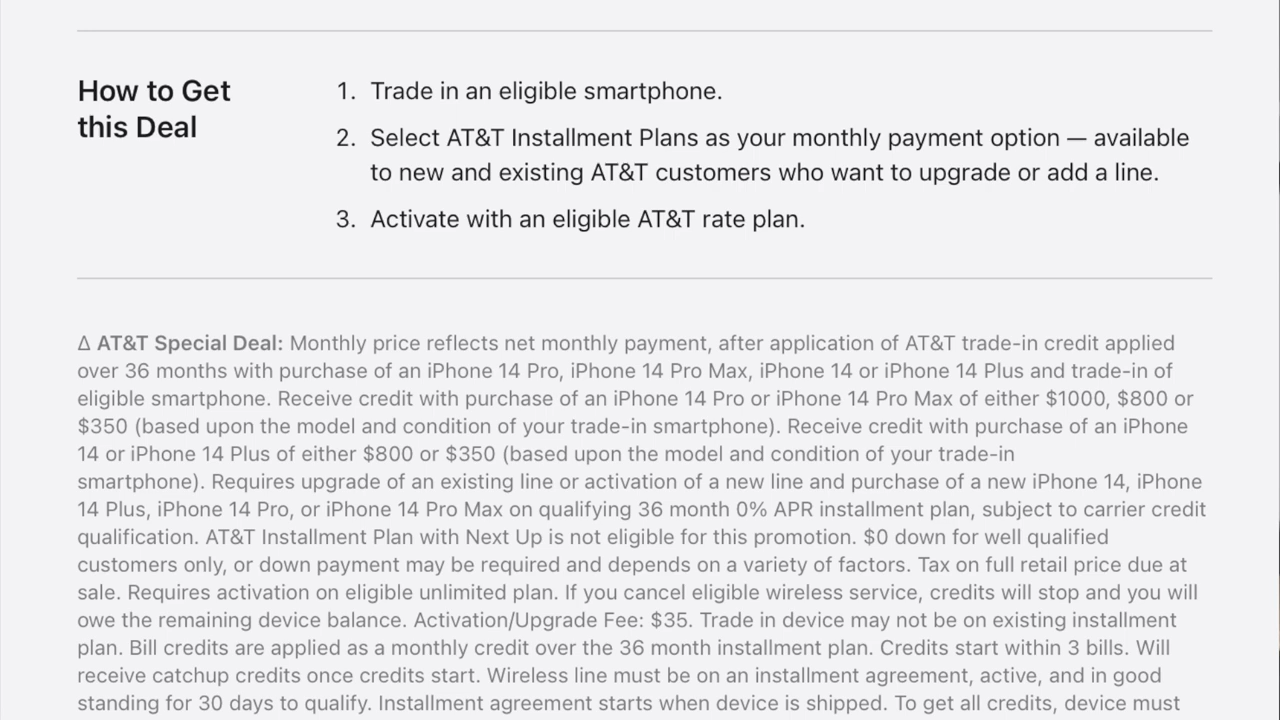 How to Get
this Deal
1. Trade in an eligible smartphone.
2. Select AT&T Installment Plans as your monthly payment option — available
to new and existing AT&T customers who want to upgrade or add a line.
3. Activate with an eligible AT&T rate plan.
Δ AT&T Special Deal: Monthly price reflects net monthly payment, after application of AT&T trade-in credit applied
over 36 months with purchase of an iPhone 14 Pro, iPhone 14 Pro Max, iPhone 14 or iPhone 14 Plus and trade-in of
eligible smartphone. Receive credit with purchase of an iPhone 14 Pro or iPhone 14 Pro Max of either $1000, $800 or
$350 (based upon the model and condition of your trade-in smartphone). Receive credit with purchase of an iPhone
14 or iPhone 14 Plus of either $800 or $350 (based upon the model and condition of your trade-in
smartphone). Requires upgrade of an existing line or activation of a new line and purchase of a new iPhone 14, iPhone
14 Plus, iPhone 14 Pro, or iPhone 14 Pro Max on qualifying 36 month 0% APR installment plan, subject to carrier credit
qualification. AT&T Installment Plan with Next Up is not eligible for this promotion. $0 down for well qualified
customers only, or down payment may be required and depends on a variety of factors. Tax on full retail price due at
sale. Requires activation on eligible unlimited plan. If you cancel eligible wireless service, credits will stop and you will
owe the remaining device balance. Activation/Upgrade Fee: $35. Trade in device may not be on existing installment
plan. Bill credits are applied as a monthly credit over the 36 month installment plan. Credits start within 3 bills. Will
receive catchup credits once credits start. Wireless line must be on an installment agreement, active, and in good
standing for 30 days to qualify. Installment agreement starts when device is shipped. To get all credits, device must